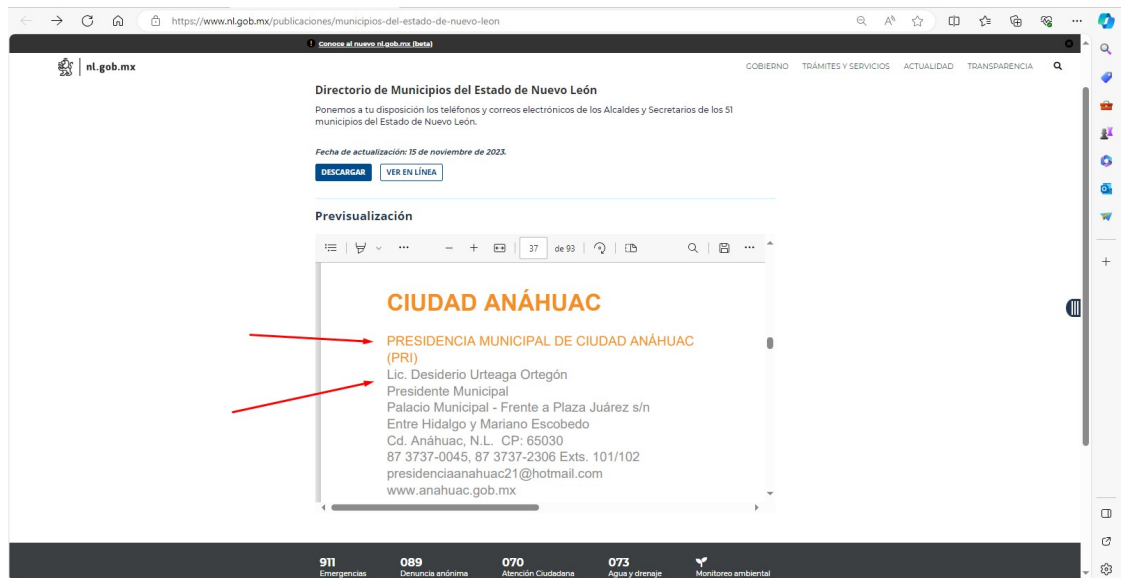 https://www.nl.gob.mx/publicaciones/municipios-del-estado-de-nuevo-leon
Conoce al nuevo nl.gob.mx (beta)
nl.gob.mx
GOBIERNO TRÁMITES Y SERVICIOS ACTUALIDAD TRANSPARENCIA
Directorio de Municipios del Estado de Nuevo León
Ponemos a tu disposición los teléfonos y correos electrónicos de los Alcaldes y Secretarios de los 51
municipios del Estado de Nuevo León.
Fecha de actualización: 15 de noviembre de 2023.
DESCARGAR VER EN LÍNEA
Previsualización
37 de 93
CIUDAD ANÁHUAC
PRESIDENCIA MUNICIPAL DE CIUDAD ANÁHUAC
(PRI)
Lic. Desiderio Urteaga Ortegón
Presidente Municipal
Palacio Municipal - Frente a Plaza Juárez s/n
Entre Hidalgo y Mariano Escobedo
Cd. Anáhuac, N.L. CP: 65030
87 3737-0045, 87 3737-2306 Exts. 101/102
presidenciaanahuac21@hotmail.com
www.anahuac.gob.mx
911 089 070 073
Emergencias Denuncia anónima Atención Ciudadana Agua y drenaje Monitoreo ambiental